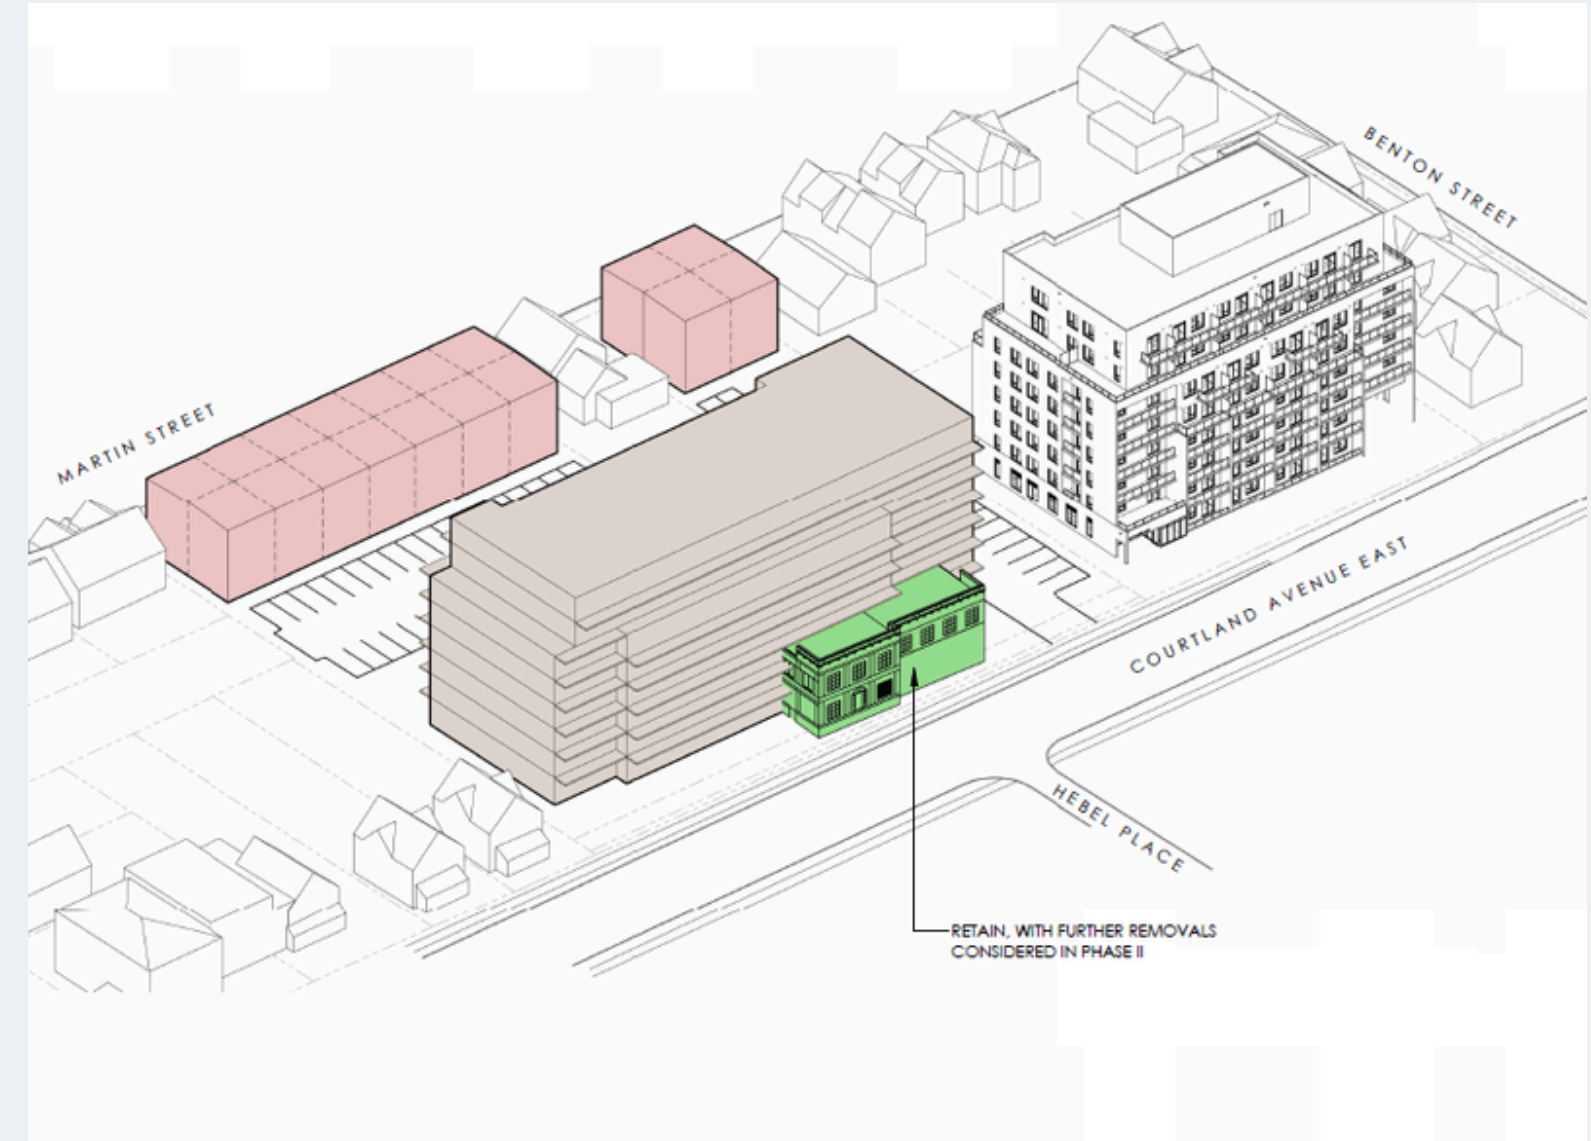 BENTON STREET
MARTIN STREET
COURTLAND AVENUE EAST
HEBEL PLACE
RETAIN, WITH FURTHER REMOVALS
CONSIDERED IN PHASE II